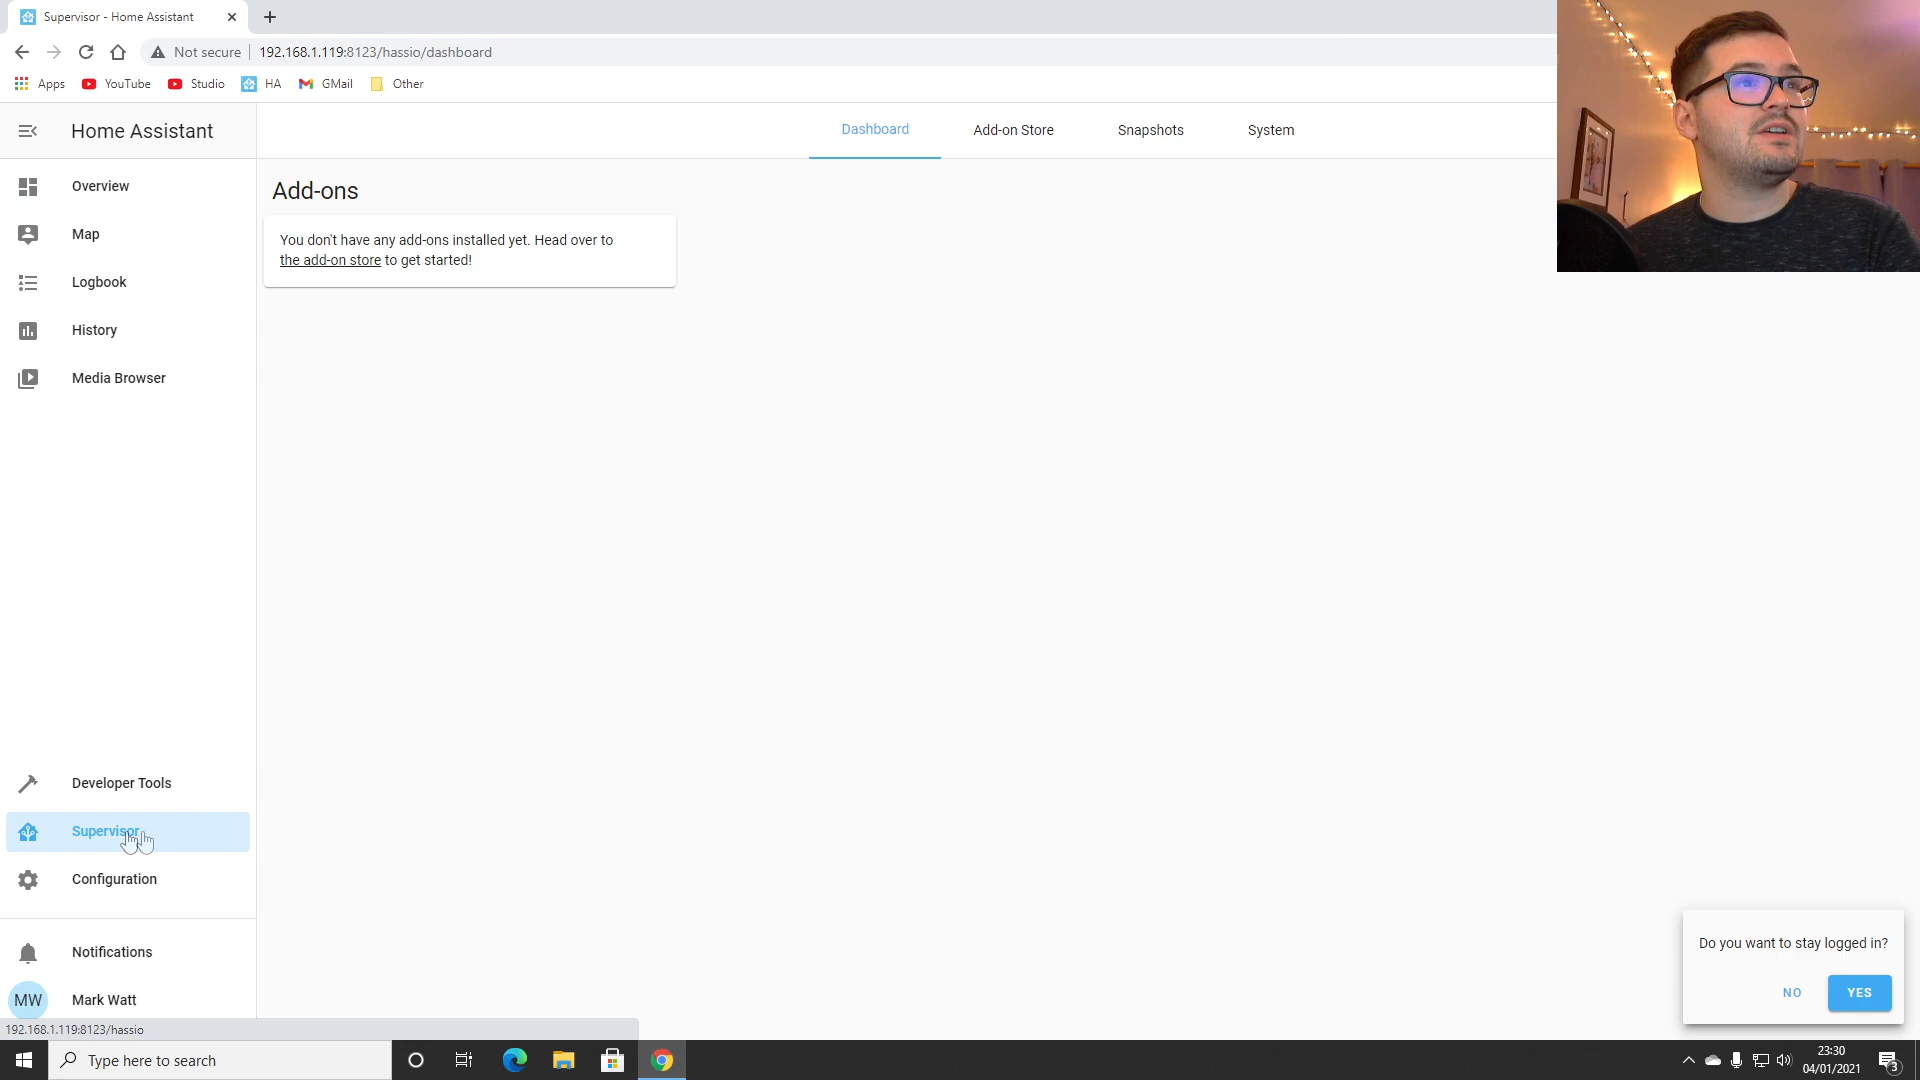 Supervisor - Home Assistant
Not secure
192.168.1.119:8123/hassio/dashboard
Apps
YouTube
Studio
HA
GMail
Other
Home Assistant
Dashboard
Add-on Store
Snapshots
System
Overview
Map
Logbook
History
Media Browser
Add-ons
You don't have any add-ons installed yet. Head over to
the add-on store to get started!
Developer Tools
Supervisor
Configuration
Notifications
MW
Mark Watt
192.168.1.119:8123/hassio
Do you want to stay logged in?
NO
YES
Type here to search
23:30
04/01/2021
3